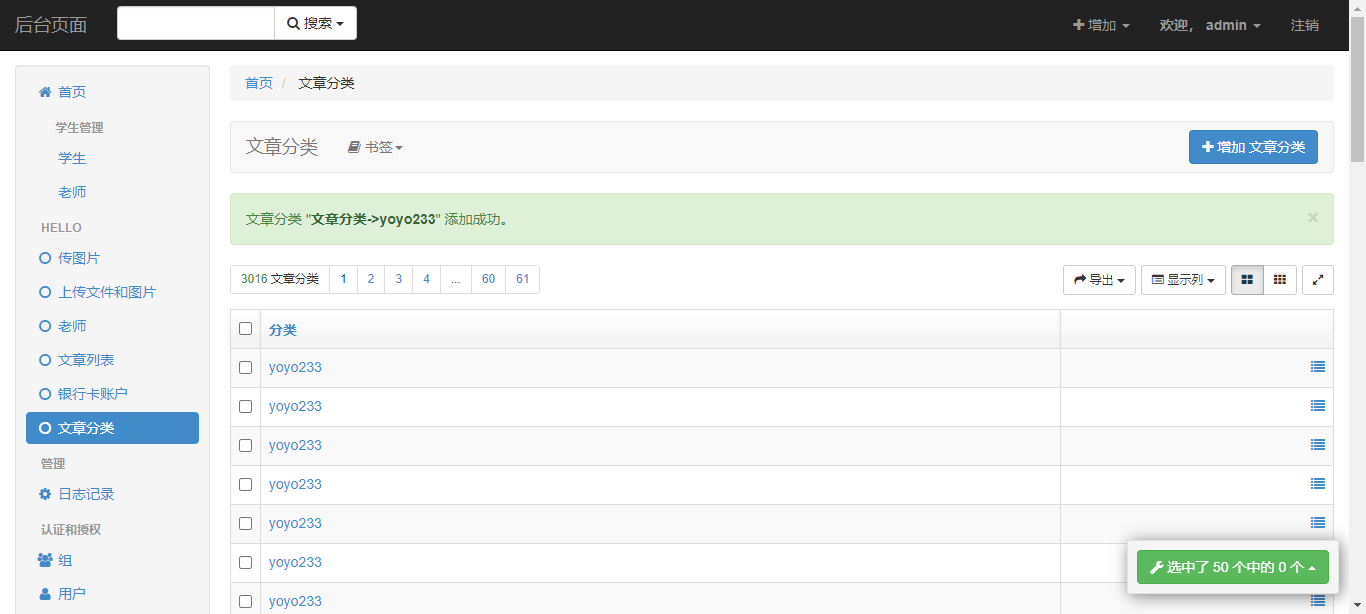 后台页面 搜索 增加 欢迎， admin 注销
首页
学生管理
学生
老师
HELLO
传图片
上传文件和图片
老师
文章列表
银行卡账户
文章分类
管理
日志记录
认证和授权
组
用户
首页 / 文章分类
文章分类 书签 增加 文章分类
文章分类 "文章分类->yoyo233" 添加成功。 ×
3016 文章分类 1 2 3 4 ... 60 61 导出 显示列
分类
yoyo233
yoyo233
yoyo233
yoyo233
yoyo233
yoyo233
yoyo233
选中了 50 个中的 0 个